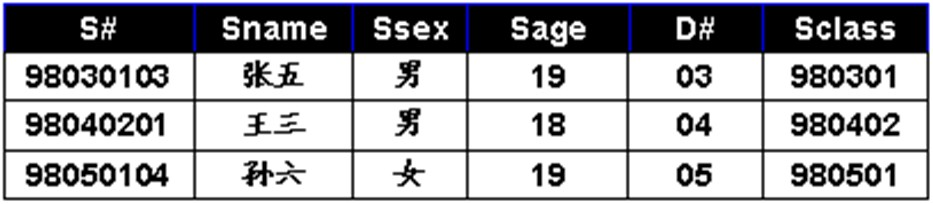 S# Sname Ssex Sage D# Sclass
98030103 张五 男 19 03 980301
98040201 王三 男 18 04 980402
98050104 孙六 女 19 05 980501